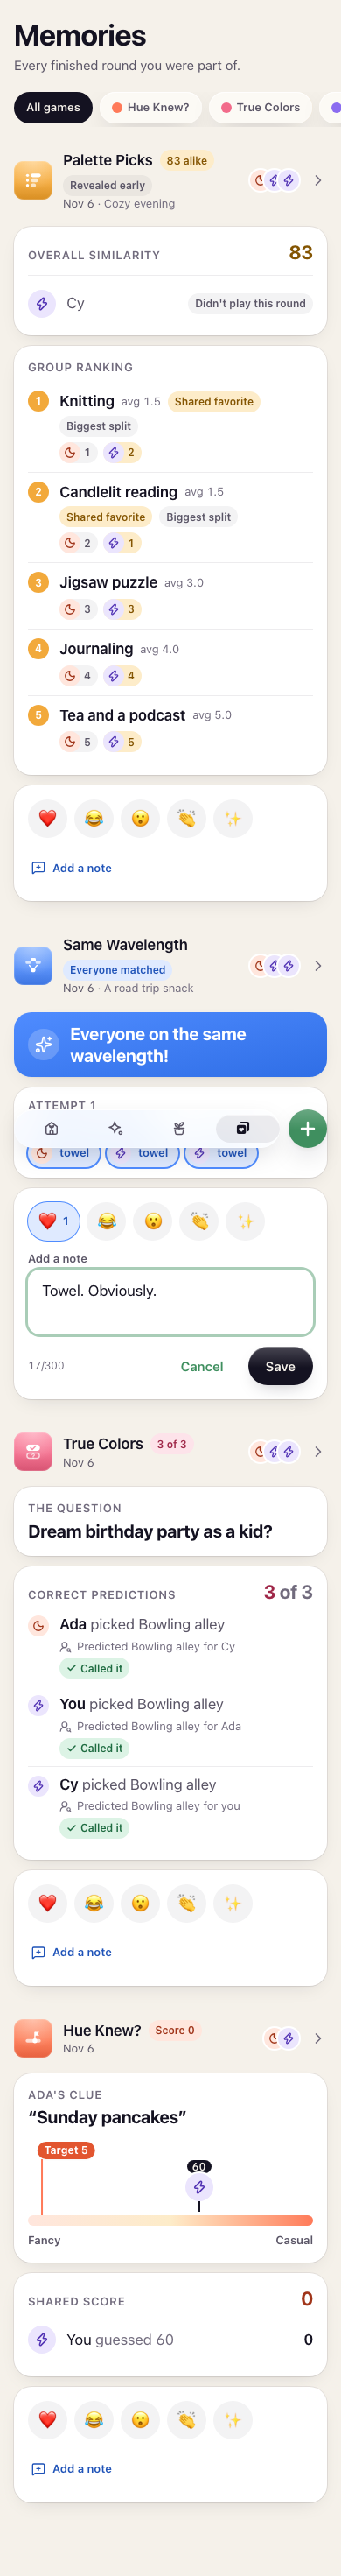 Memories
Every finished round you were part of.
All games
Hue Knew?
True Colors
Palette Picks
83 alike
Revealed early
Nov 6 · Cozy evening
OVERALL SIMILARITY
83
Cy
Didn't play this round
GROUP RANKING
1 Knitting avg 1.5 Shared favorite
Biggest split
1 2
2 Candlelit reading avg 1.5
Shared favorite Biggest split
2 1
3 Jigsaw puzzle avg 3.0
3 3
4 Journaling avg 4.0
4 4
5 Tea and a podcast avg 5.0
5 5
Add a note
Same Wavelength
Everyone matched
Nov 6 · A road trip snack
Everyone on the same
wavelength!
ATTEMPT 1
towel towel towel
1
Add a note
Towel. Obviously.
17/300
Cancel
Save
True Colors
3 of 3
Nov 6
THE QUESTION
Dream birthday party as a kid?
CORRECT PREDICTIONS
3 of 3
Ada picked Bowling alley
Predicted Bowling alley for Cy
Called it
You picked Bowling alley
Predicted Bowling alley for Ada
Called it
Cy picked Bowling alley
Predicted Bowling alley for you
Called it
Add a note
Hue Knew?
Score 0
Nov 6
ADA'S CLUE
“Sunday pancakes”
Target 5
60
Fancy
Casual
SHARED SCORE
0
You guessed 60
0
Add a note